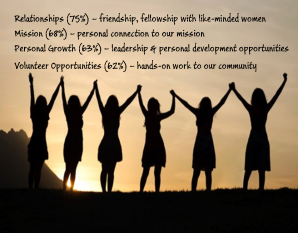 Relationships (75%) – friendship, fellowship with like-minded women
Mission (68%) – personal connection to our mission
Personal Growth (63%) – leadership & personal development opportunities
Volunteer Opportunities (62%) – hands-on work to our community